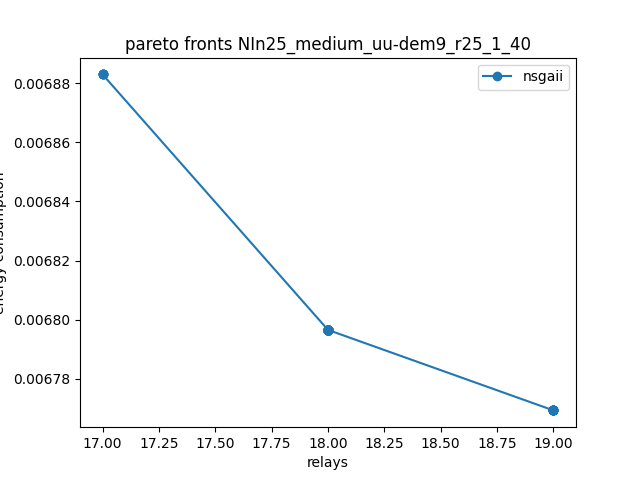 pareto fronts NIn25_medium_uu-dem9_r25_1_40
nsgaii
0.00688
0.00686
0.00684
0.00682
0.00680
0.00678
energy consumption
17.00 17.25 17.50 17.75 18.00 18.25 18.50 18.75 19.00
relays